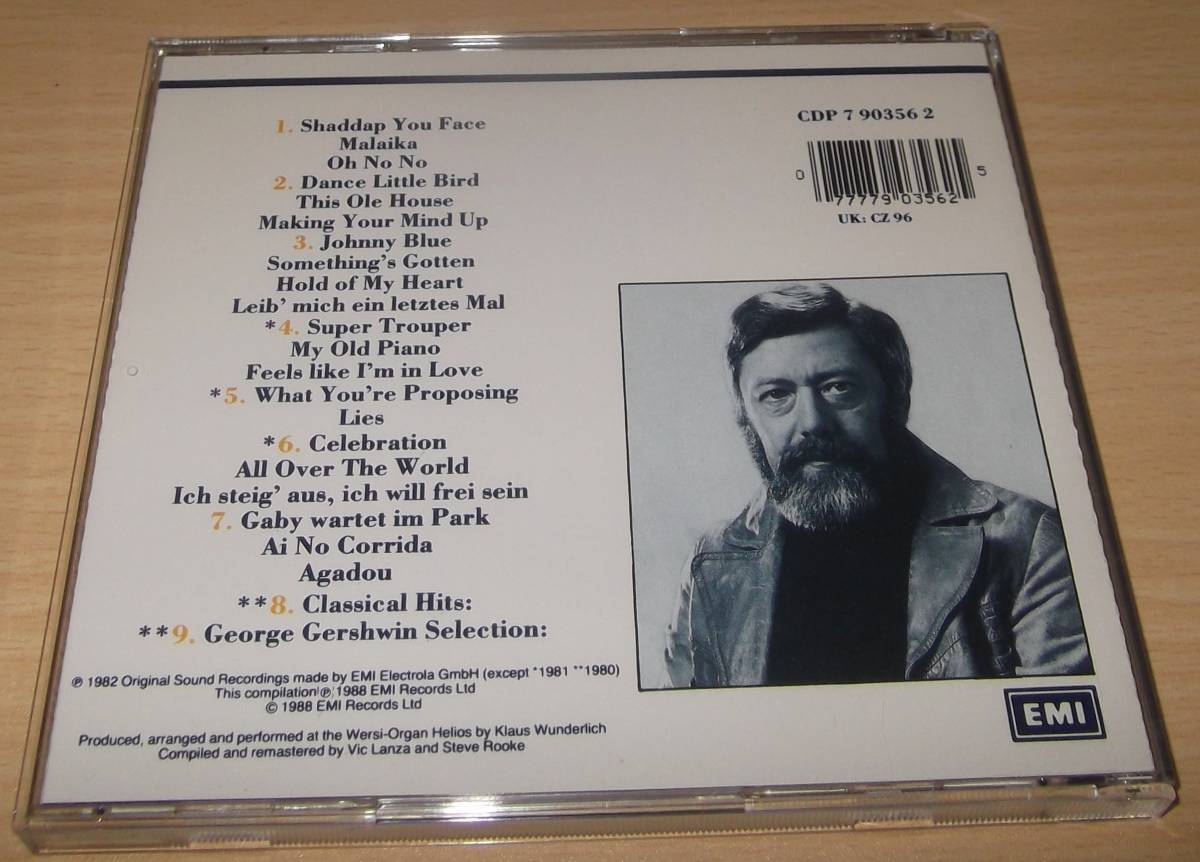 1. Shaddap You Face
Malaika
Oh No No
2. Dance Little Bird
This Ole House
Making Your Mind Up
3. Johnny Blue
Something's Gotten
Hold of My Heart
Leib' mich ein letztes Mal
*4. Super Trouper
My Old Piano
Feels like I'm in Love
*5. What You're Proposing
Lies
*6. Celebration
All Over The World
Ich steig' aus, ich will frei sein
7. Gaby wartet im Park
Ai No Corrida
Agadou
**8. Classical Hits:
**9. George Gershwin Selection:
℗ 1982 Original Sound Recordings made by EMI Electrola GmbH (except *1981 **1980)
This compilation ℗ 1988 EMI Records Ltd
© 1988 EMI Records Ltd
Produced, arranged and performed at the Wersi-Organ Helios by Klaus Wunderlich
Compiled and remastered by Vic Lanza and Steve Rooke
CDP 7 90356 2
0 77779 03562 5
UK: CZ 96
EMI